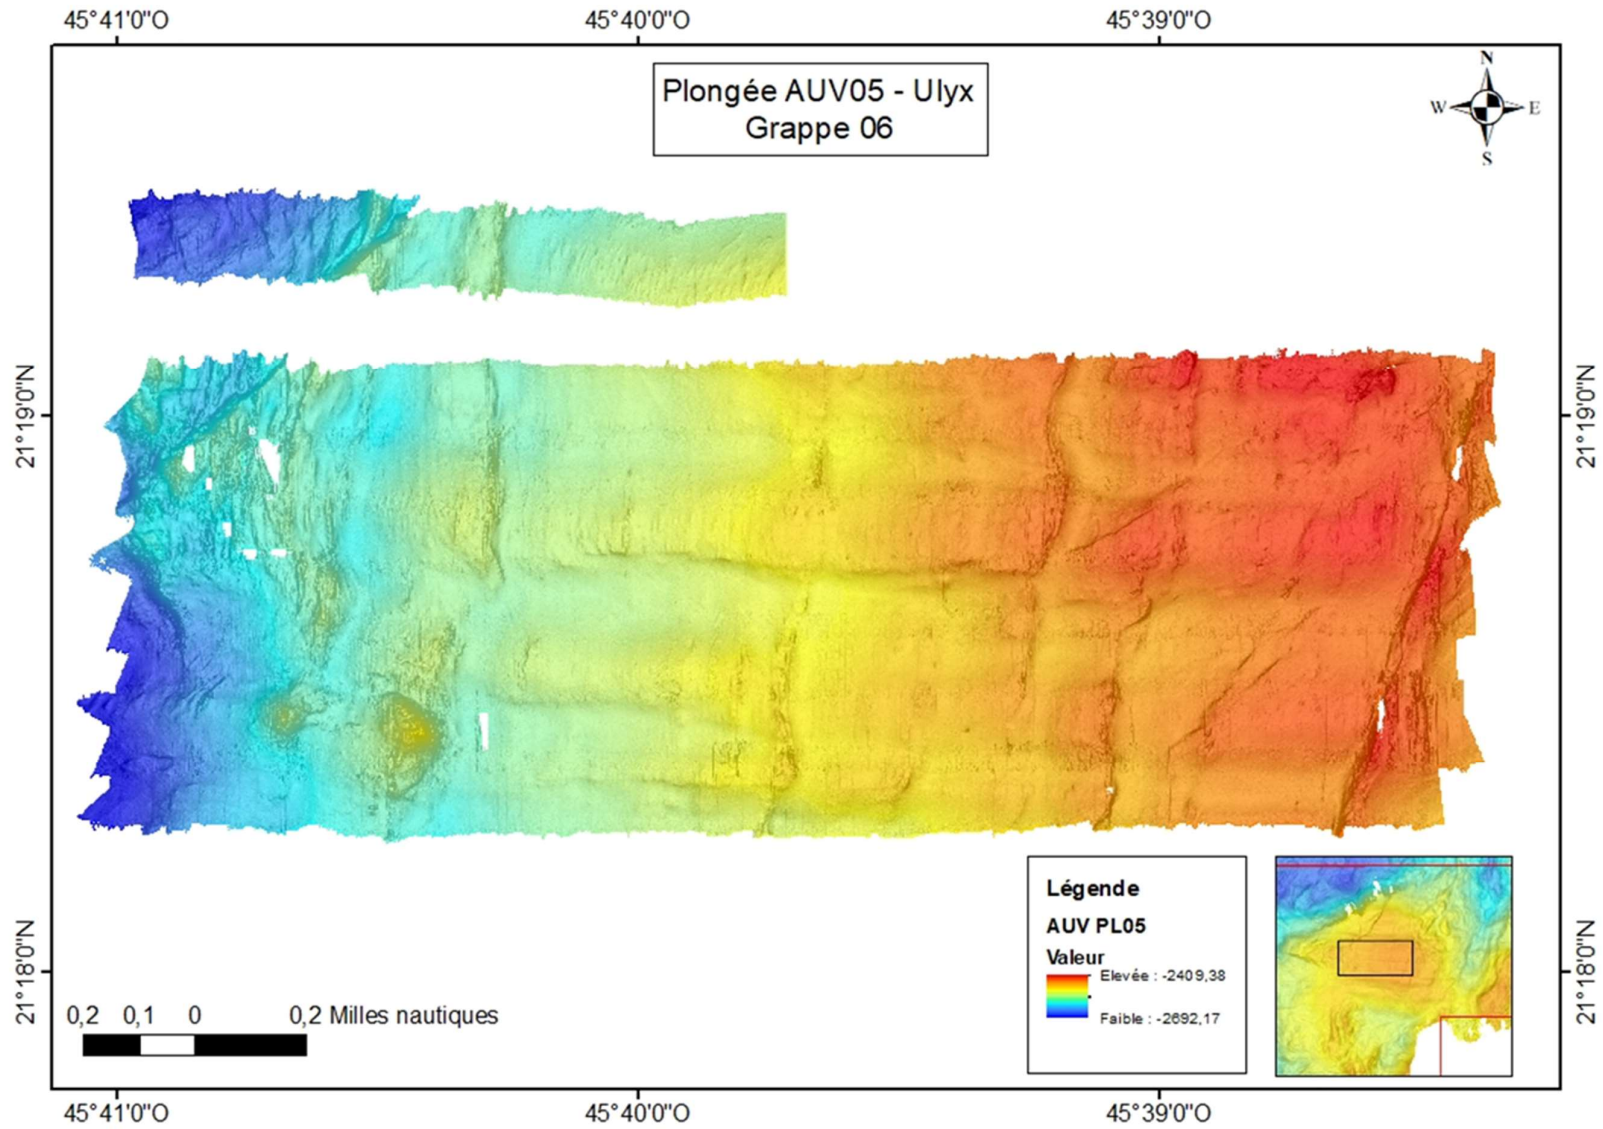 45°41'0"O
45°40'0"O
45°39'0"O
Plongée AUV05 - Ulyx
Grappe 06
N
W
E
S
21°19'0"N
21°19'0"N
21°18'0"N
21°18'0"N
Légende
AUV PL05
Valeur
Elevée : -2409,38
Faible : -2692,17
0,2 0,1 0 0,2 Milles nautiques
45°41'0"O
45°40'0"O
45°39'0"O